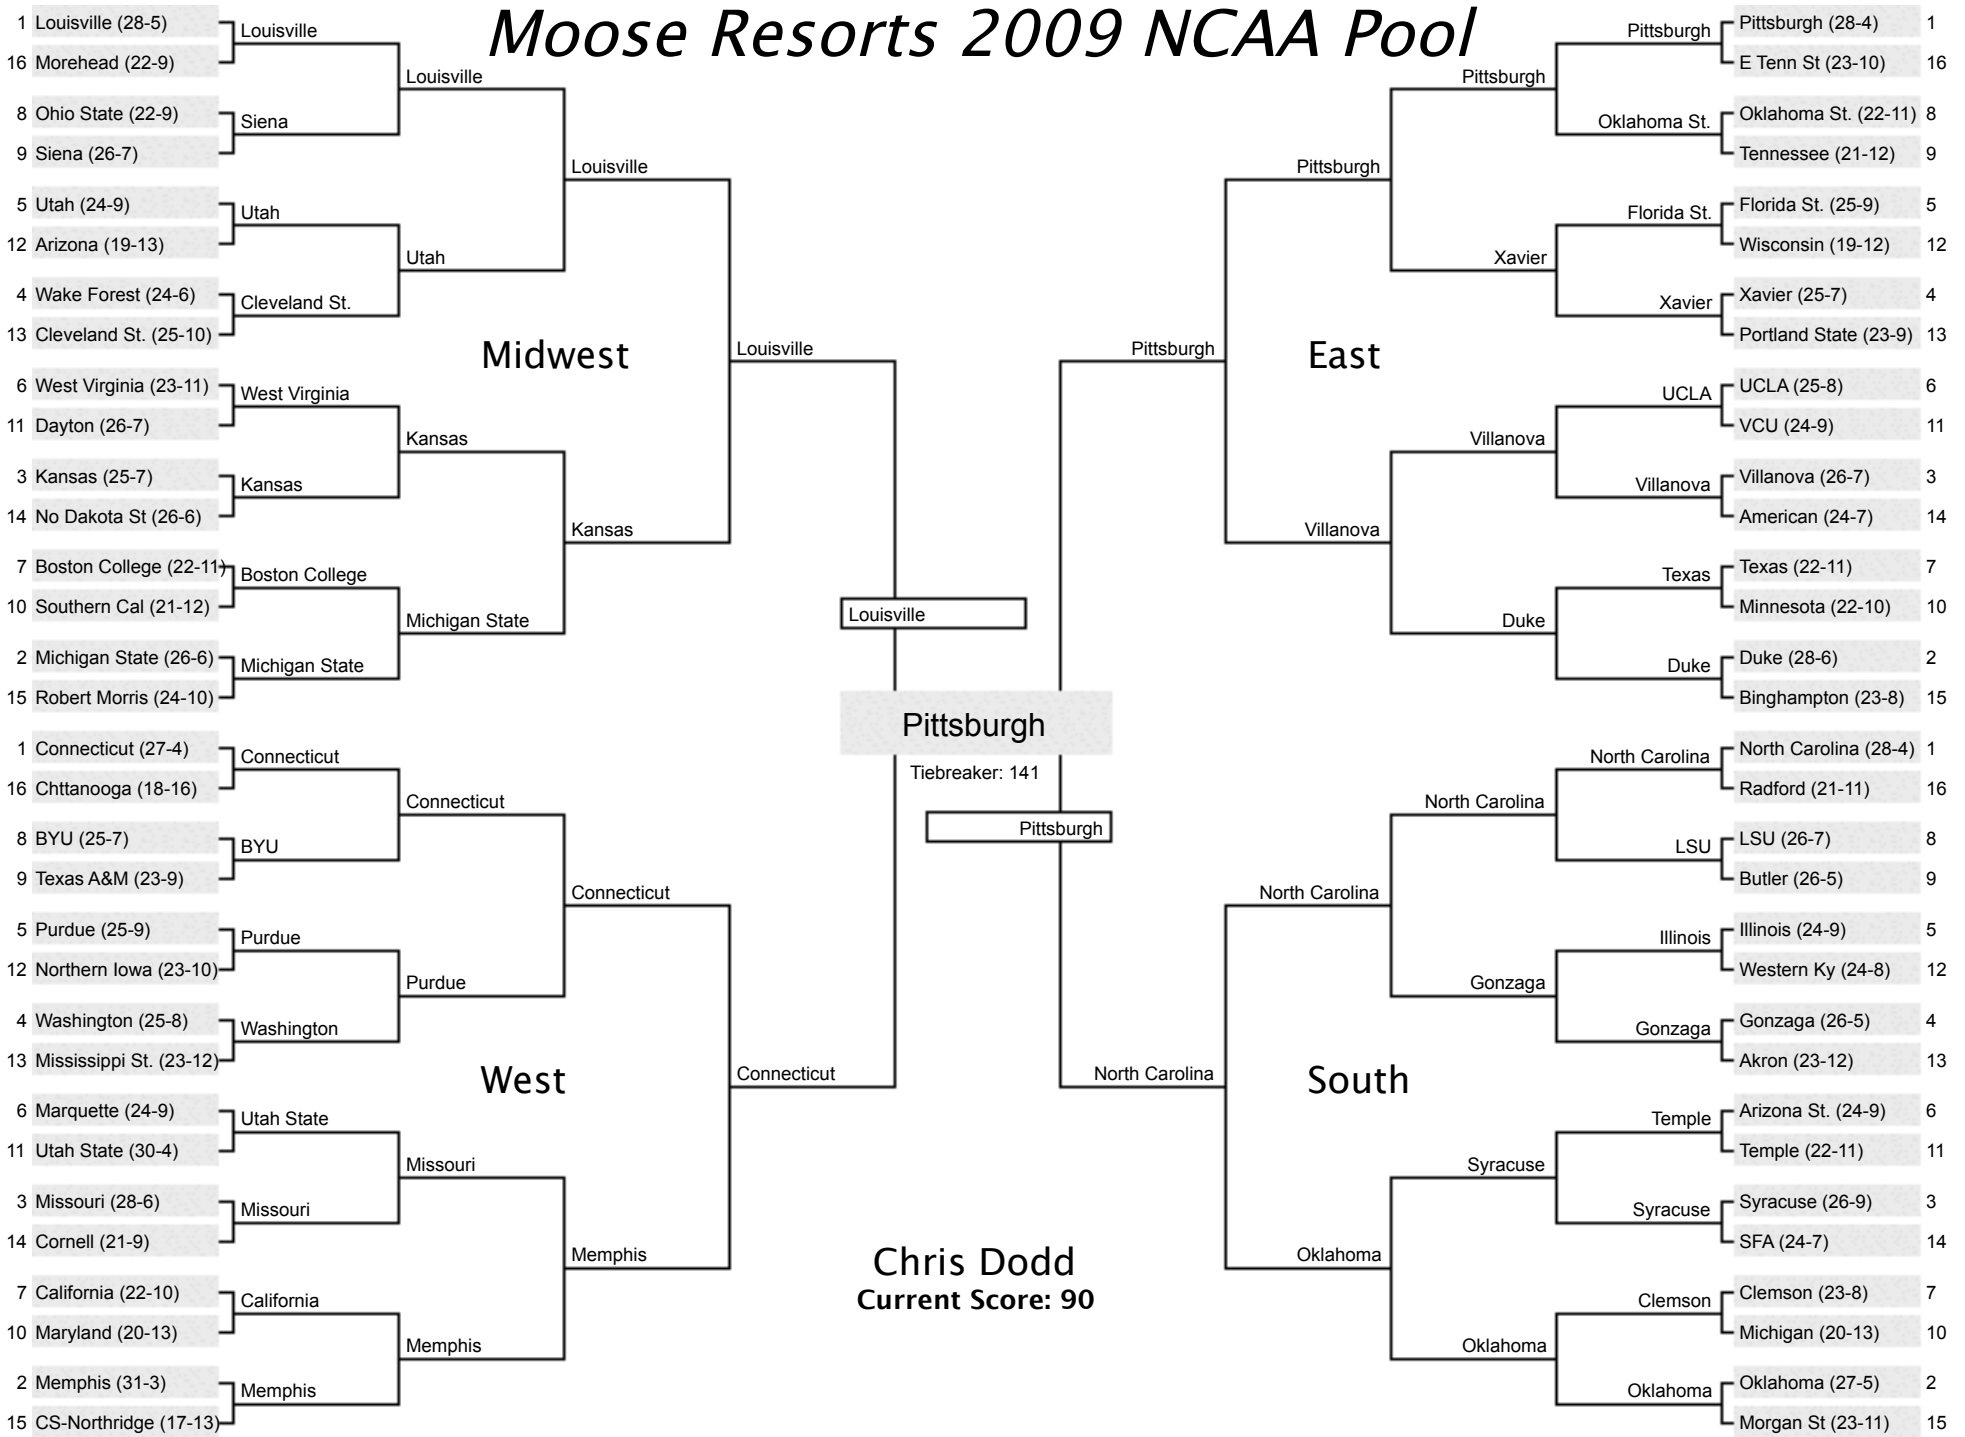 Moose Resorts 2009 NCAA Pool
1 Louisville (28-5)
16 Morehead (22-9)
8 Ohio State (22-9)
9 Siena (26-7)
5 Utah (24-9)
12 Arizona (19-13)
4 Wake Forest (24-6)
13 Cleveland St. (25-10)
6 West Virginia (23-11)
11 Dayton (26-7)
3 Kansas (25-7)
14 No Dakota St (26-6)
7 Boston College (22-11)
10 Southern Cal (21-12)
2 Michigan State (26-6)
15 Robert Morris (24-10)
Louisville
Siena
Utah
Cleveland St.
West Virginia
Kansas
Boston College
Michigan State
Louisville
Utah
Kansas
Michigan State
Louisville
Kansas
Midwest
Louisville
1 Connecticut (27-4)
16 Chttanooga (18-16)
8 BYU (25-7)
9 Texas A&M (23-9)
5 Purdue (25-9)
12 Northern Iowa (23-10)
4 Washington (25-8)
13 Mississippi St. (23-12)
6 Marquette (24-9)
11 Utah State (30-4)
3 Missouri (28-6)
14 Cornell (21-9)
7 California (22-10)
10 Maryland (20-13)
2 Memphis (31-3)
15 CS-Northridge (17-13)
Connecticut
BYU
Purdue
Washington
Utah State
Missouri
California
Memphis
Connecticut
Purdue
Missouri
Memphis
Connecticut
Memphis
West
Connecticut
Louisville
Pittsburgh
Tiebreaker: 141
Pittsburgh
Chris Dodd
Current Score: 90
Pittsburgh (28-4) 1
E Tenn St (23-10) 16
Oklahoma St. (22-11) 8
Tennessee (21-12) 9
Florida St. (25-9) 5
Wisconsin (19-12) 12
Xavier (25-7) 4
Portland State (23-9) 13
UCLA (25-8) 6
VCU (24-9) 11
Villanova (26-7) 3
American (24-7) 14
Texas (22-11) 7
Minnesota (22-10) 10
Duke (28-6) 2
Binghampton (23-8) 15
Pittsburgh
Oklahoma St.
Florida St.
Xavier
UCLA
Villanova
Texas
Duke
Pittsburgh
Xavier
Villanova
Duke
Pittsburgh
Villanova
East
Pittsburgh
North Carolina (28-4) 1
Radford (21-11) 16
LSU (26-7) 8
Butler (26-5) 9
Illinois (24-9) 5
Western Ky (24-8) 12
Gonzaga (26-5) 4
Akron (23-12) 13
Arizona St. (24-9) 6
Temple (22-11) 11
Syracuse (26-9) 3
SFA (24-7) 14
Clemson (23-8) 7
Michigan (20-13) 10
Oklahoma (27-5) 2
Morgan St (23-11) 15
North Carolina
LSU
Illinois
Gonzaga
Temple
Syracuse
Clemson
Oklahoma
North Carolina
Gonzaga
Syracuse
Oklahoma
North Carolina
Oklahoma
South
North Carolina